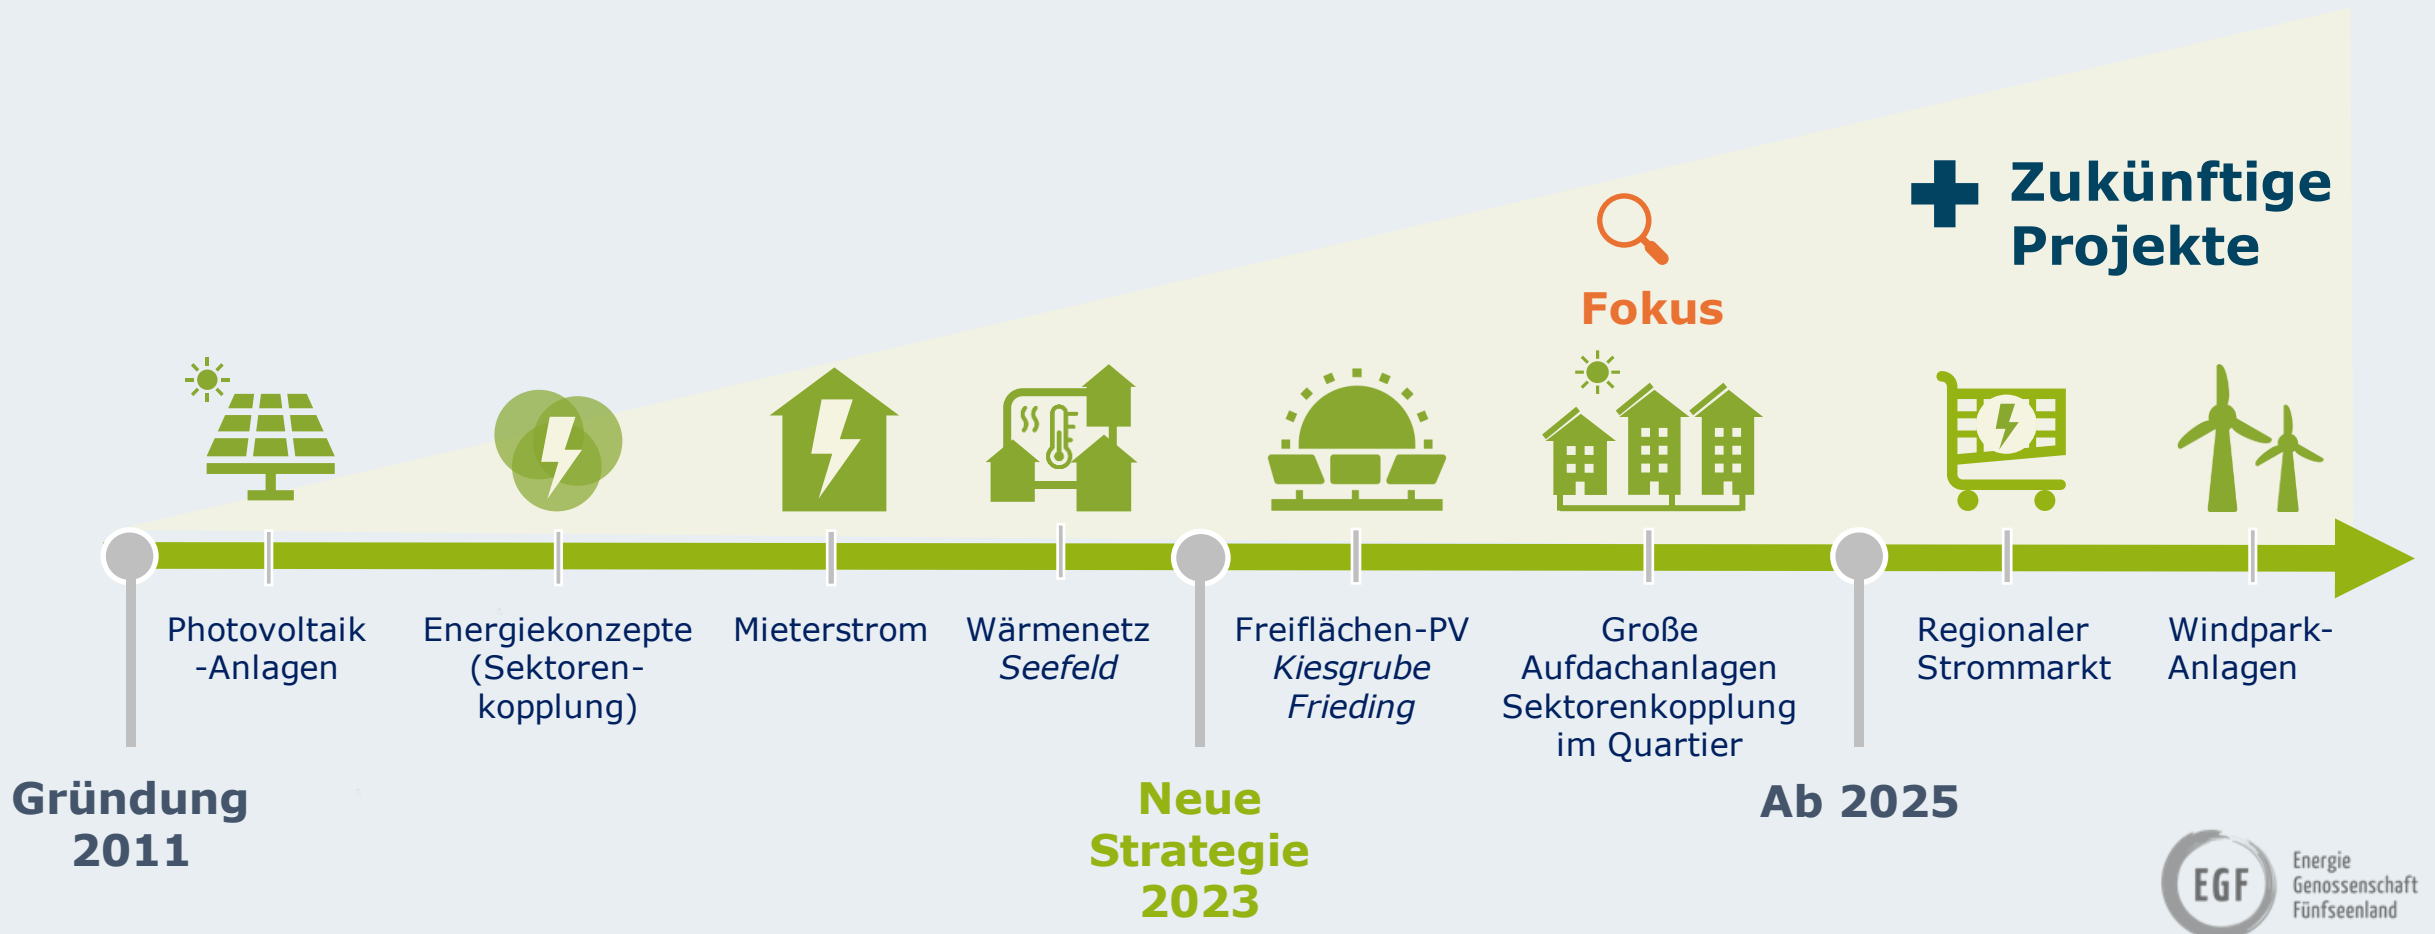 Zukünftige
Projekte
Fokus
Photovoltaik
-Anlagen
Energiekonzepte
(Sektoren-
kopplung)
Mieterstrom
Wärmenetz
Seefeld
Freiflächen-PV
Kiesgrube
Frieding
Große
Aufdachanlagen
Sektorenkopplung
im Quartier
Regionaler
Strommarkt
Windpark-
Anlagen
Gründung
2011
Neue
Strategie
2023
Ab 2025
EGF
Energie
Genossenschaft
Fünfseenland